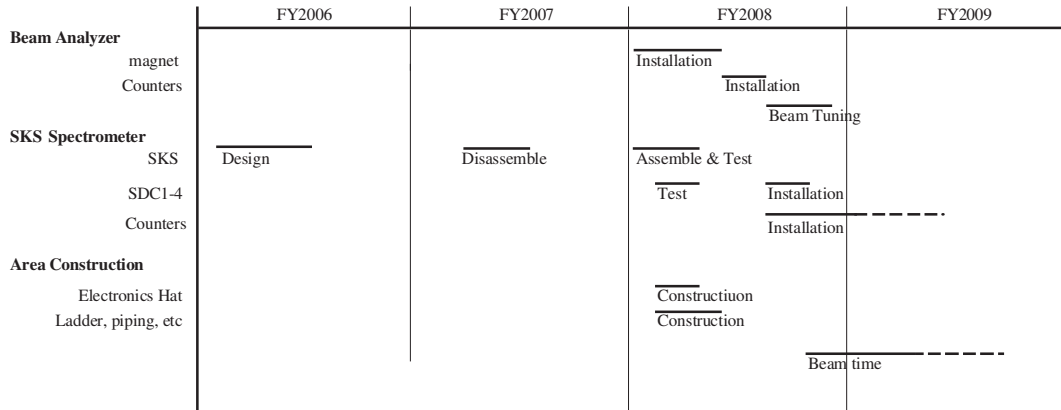 FY2006 FY2007 FY2008 FY2009
Beam Analyzer
magnet Installation
Counters Installation
Beam Tuning
SKS Spectrometer
SKS Design Disassemble Assemble & Test
SDC1-4 Test Installation
Counters Installation
Area Construction
Electronics Hat Constructiuon
Ladder, piping, etc Construction
Beam time